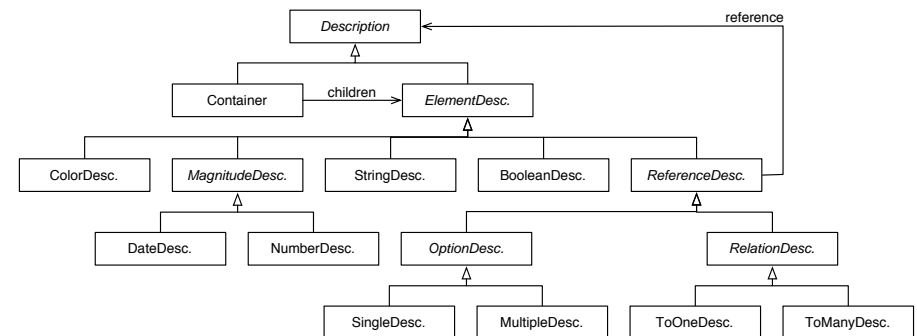 reference
Description
children
Container
ElementDesc.
ColorDesc.
MagnitudeDesc.
StringDesc.
BooleanDesc.
ReferenceDesc.
DateDesc.
NumberDesc.
OptionDesc.
RelationDesc.
SingleDesc.
MultipleDesc.
ToOneDesc.
ToManyDesc.